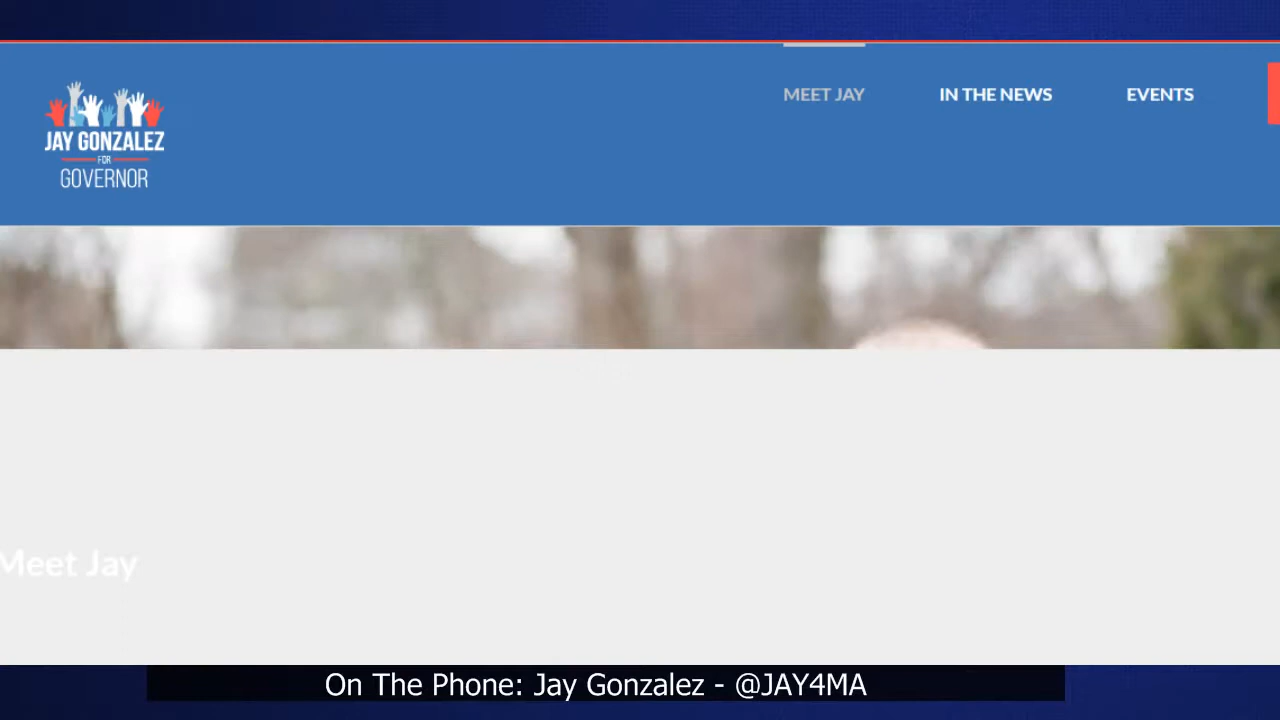 MEET JAY
IN THE NEWS
EVENTS
JAY GONZALEZ
FOR
GOVERNOR
Meet Jay
On The Phone: Jay Gonzalez - @JAY4MA